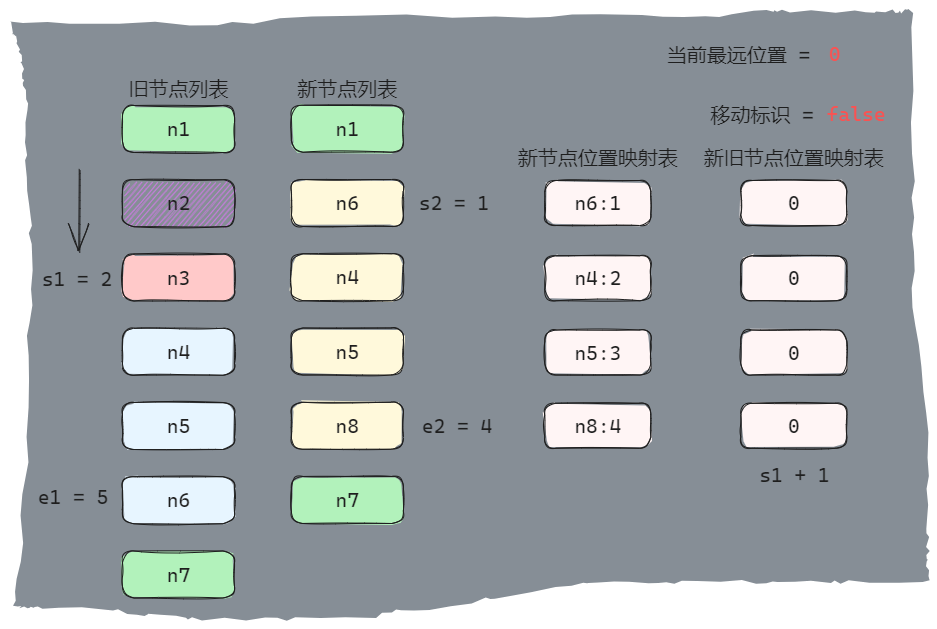 当前最远位置 = 0
移动标识 = false
旧节点列表
新节点列表
新节点位置映射表
新旧节点位置映射表
n1
n1
n2
n6
s2 = 1
n6:1
0
s1 = 2
n3
n4
n4:2
0
n4
n5
n5:3
0
n5
n8
e2 = 4
n8:4
0
s1 + 1
e1 = 5
n6
n7
n7